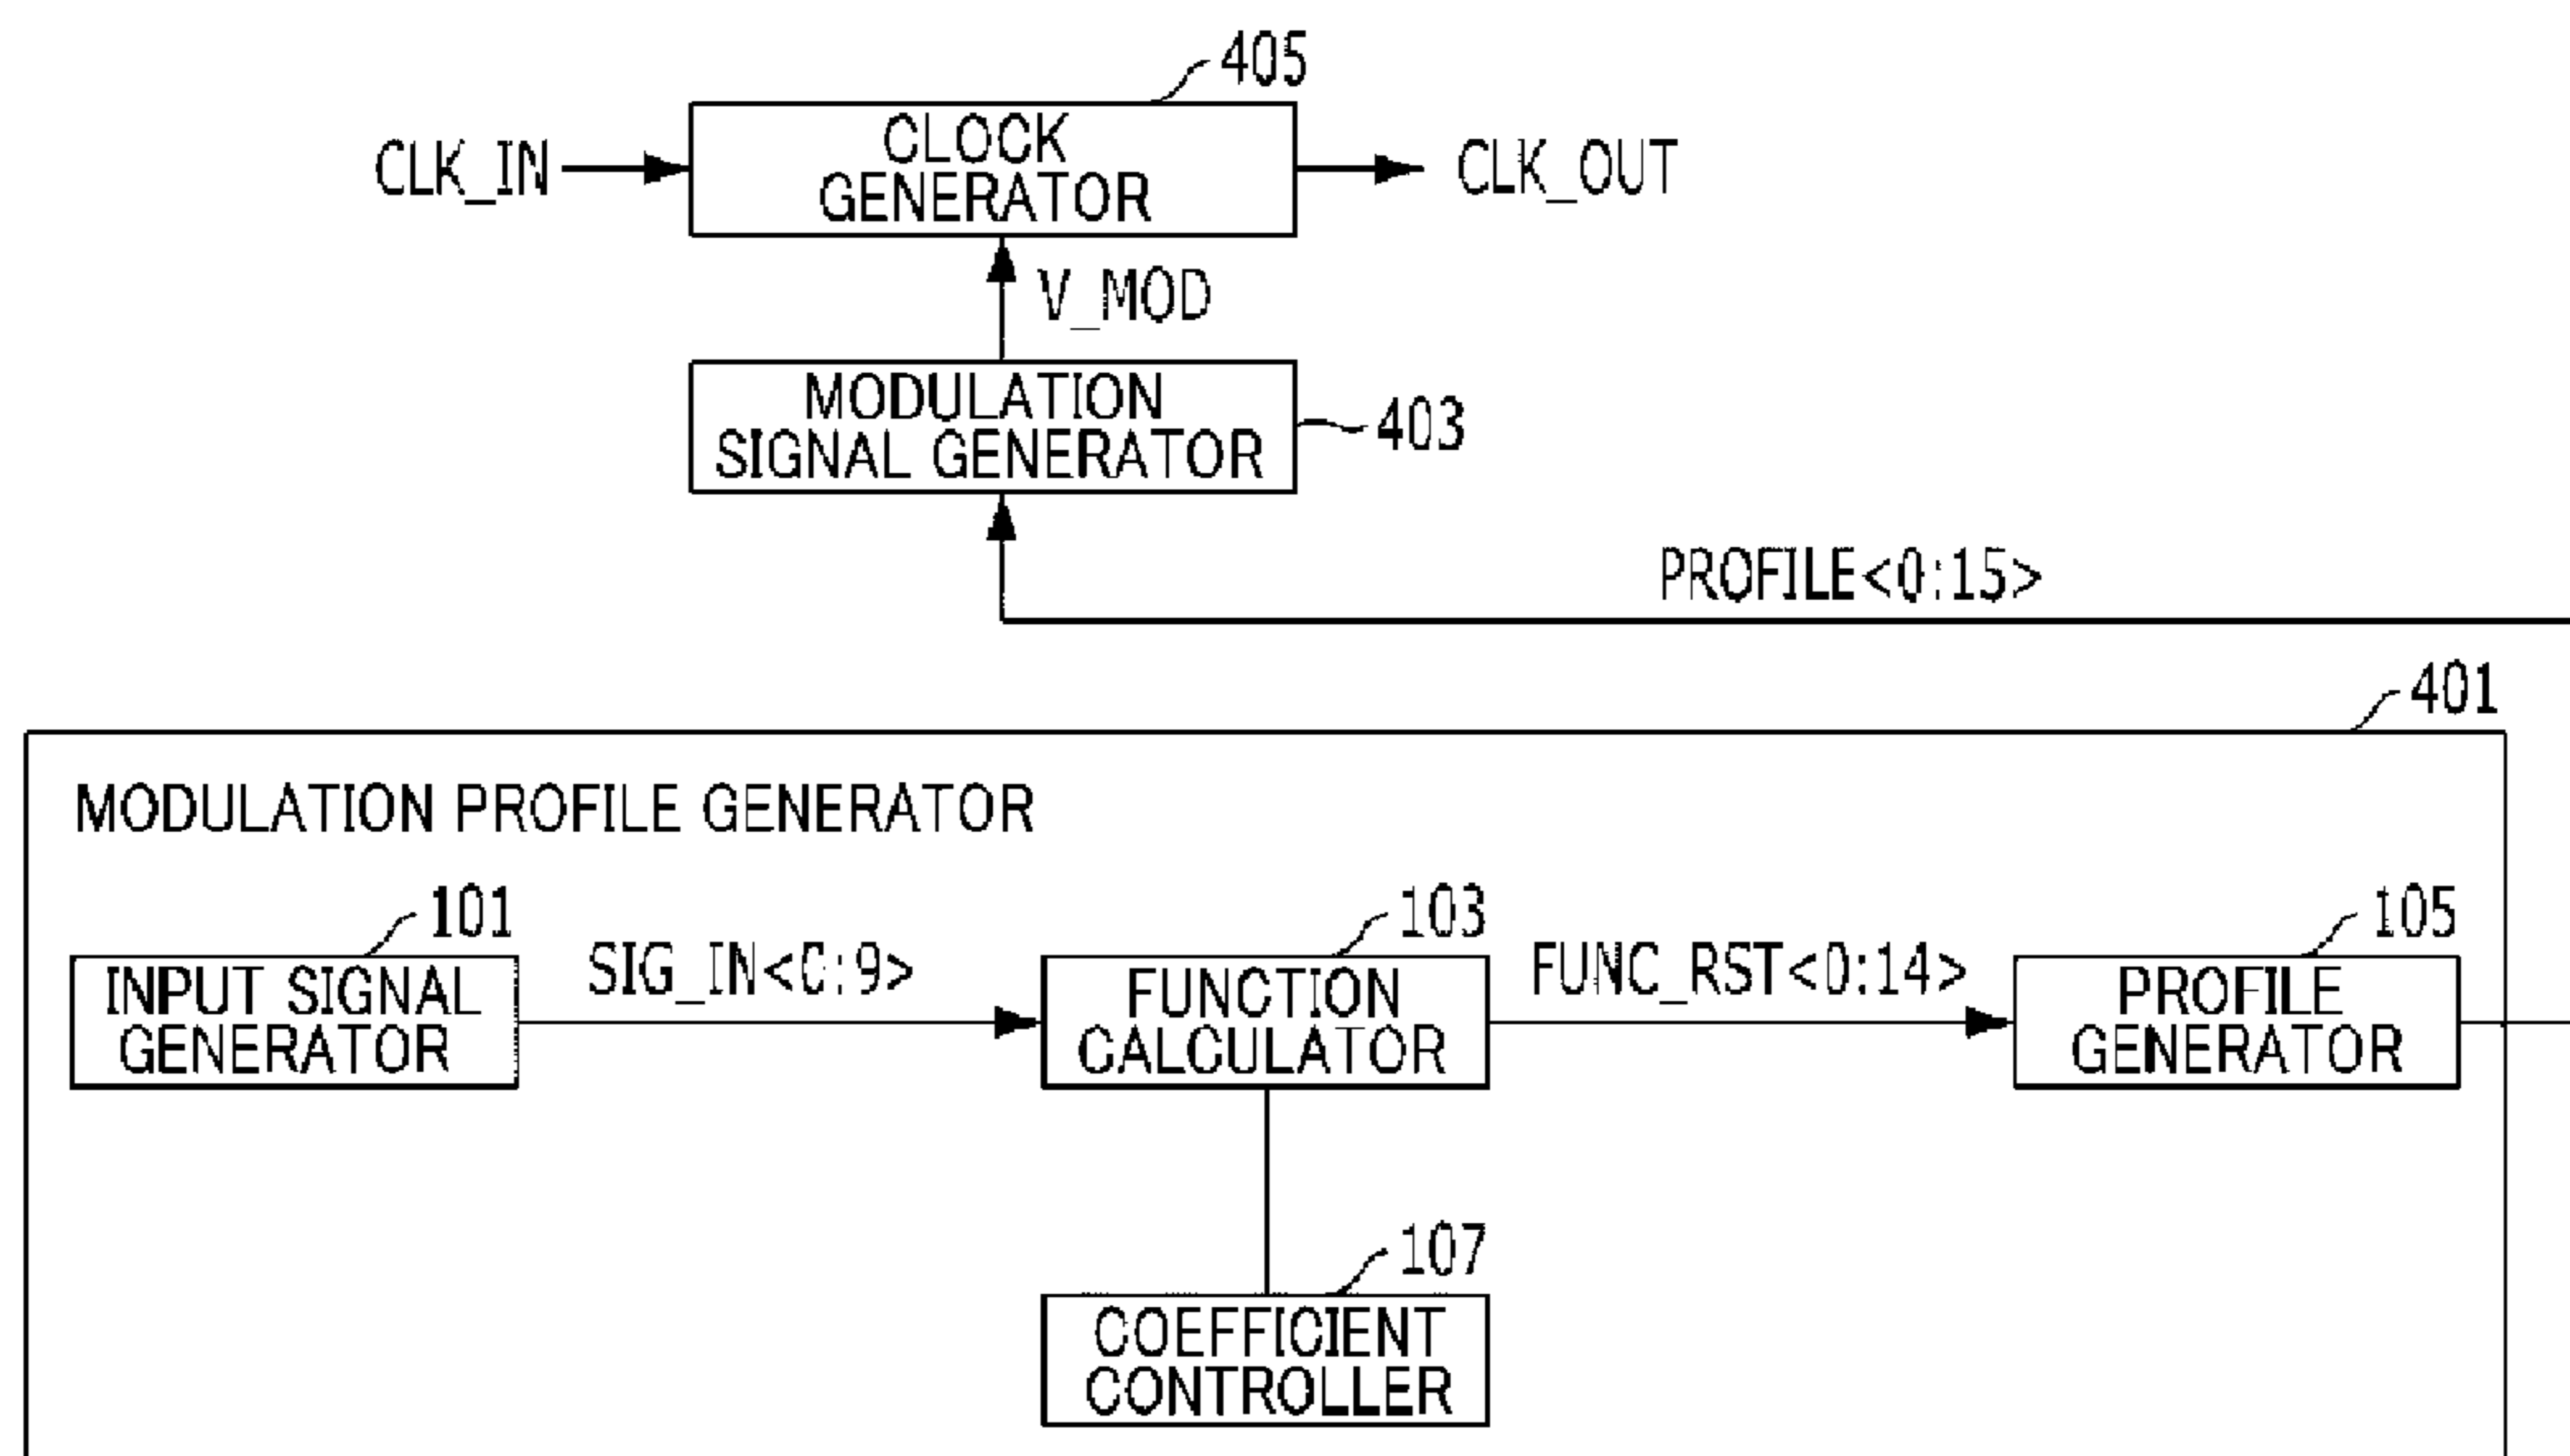 405
CLOCK
GENERATOR
CLK_IN
CLK_OUT
V_MOD
MODULATION
SIGNAL GENERATOR
403
PROFILE<0:15>
401
MODULATION PROFILE GENERATOR
101
INPUT SIGNAL
GENERATOR
SIG_IN<0:9>
103
FUNCTION
CALCULATOR
FUNC_RST<0:14>
105
PROFILE
GENERATOR
107
COEFFICIENT
CONTROLLER